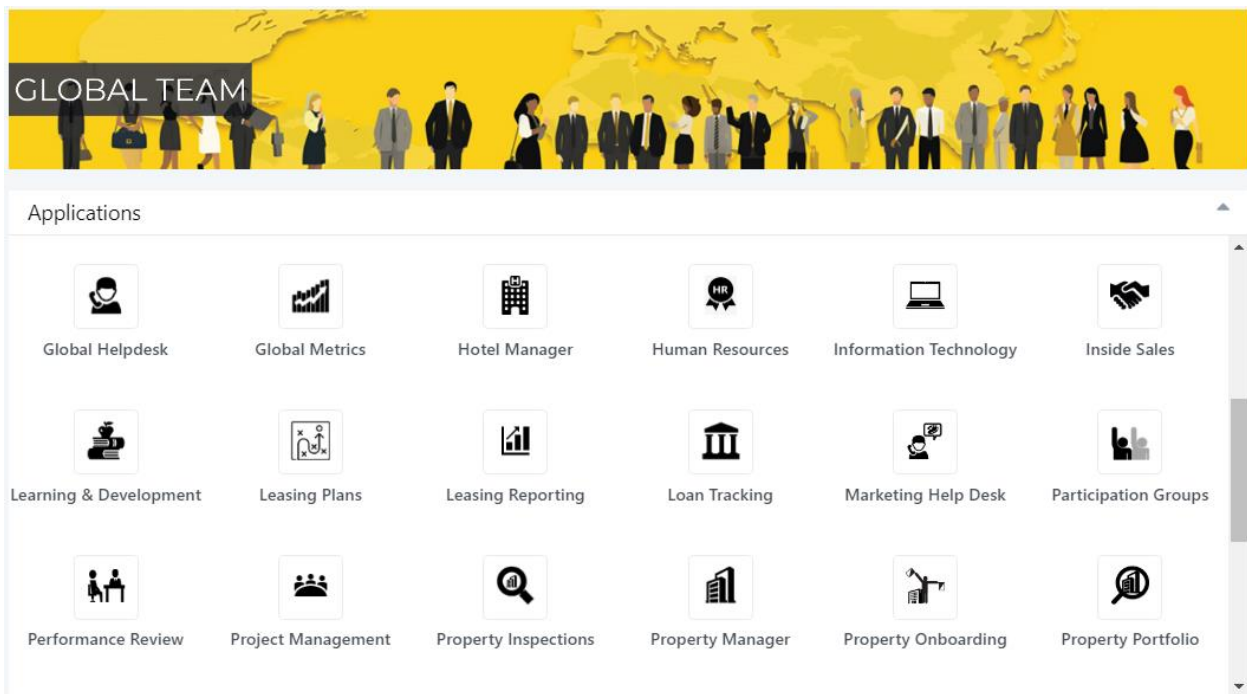 GLOBAL TEAM
Applications
Global Helpdesk
Global Metrics
H
Hotel Manager
HR
Human Resources
Information Technology
Inside Sales
Learning & Development
Leasing Plans
Leasing Reporting
Loan Tracking
Marketing Help Desk
Participation Groups
Performance Review
Project Management
Property Inspections
Property Manager
Property Onboarding
Property Portfolio